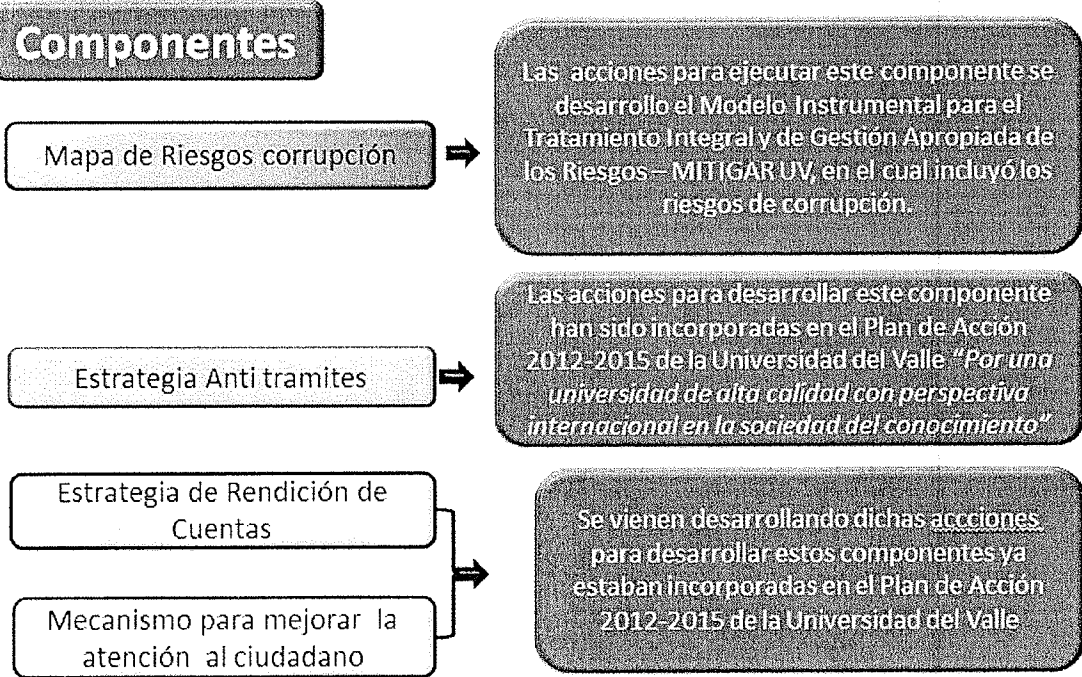 Componentes
Mapa de Riesgos corrupción
Las acciones para ejecutar este componente se
desarrollo el Modelo Instrumental para el
Tratamiento Integral y de Gestión Apropiada de
los Riesgos – MITIGAR UV, en el cual incluyó los
riesgos de corrupción.
Estrategia Anti tramites
Las acciones para desarrollar este componente
han sido incorporadas en el Plan de Acción
2012-2015 de la Universidad del Valle "Por una
universidad de alta calidad con perspectiva
internacional en la sociedad del conocimiento"
Estrategia de Rendición de
Cuentas
Mecanismo para mejorar la
atención al ciudadano
Se vienen desarrollando dichas accciones
para desarrollar estos componentes ya
estaban incorporadas en el Plan de Acción
2012-2015 de la Universidad del Valle